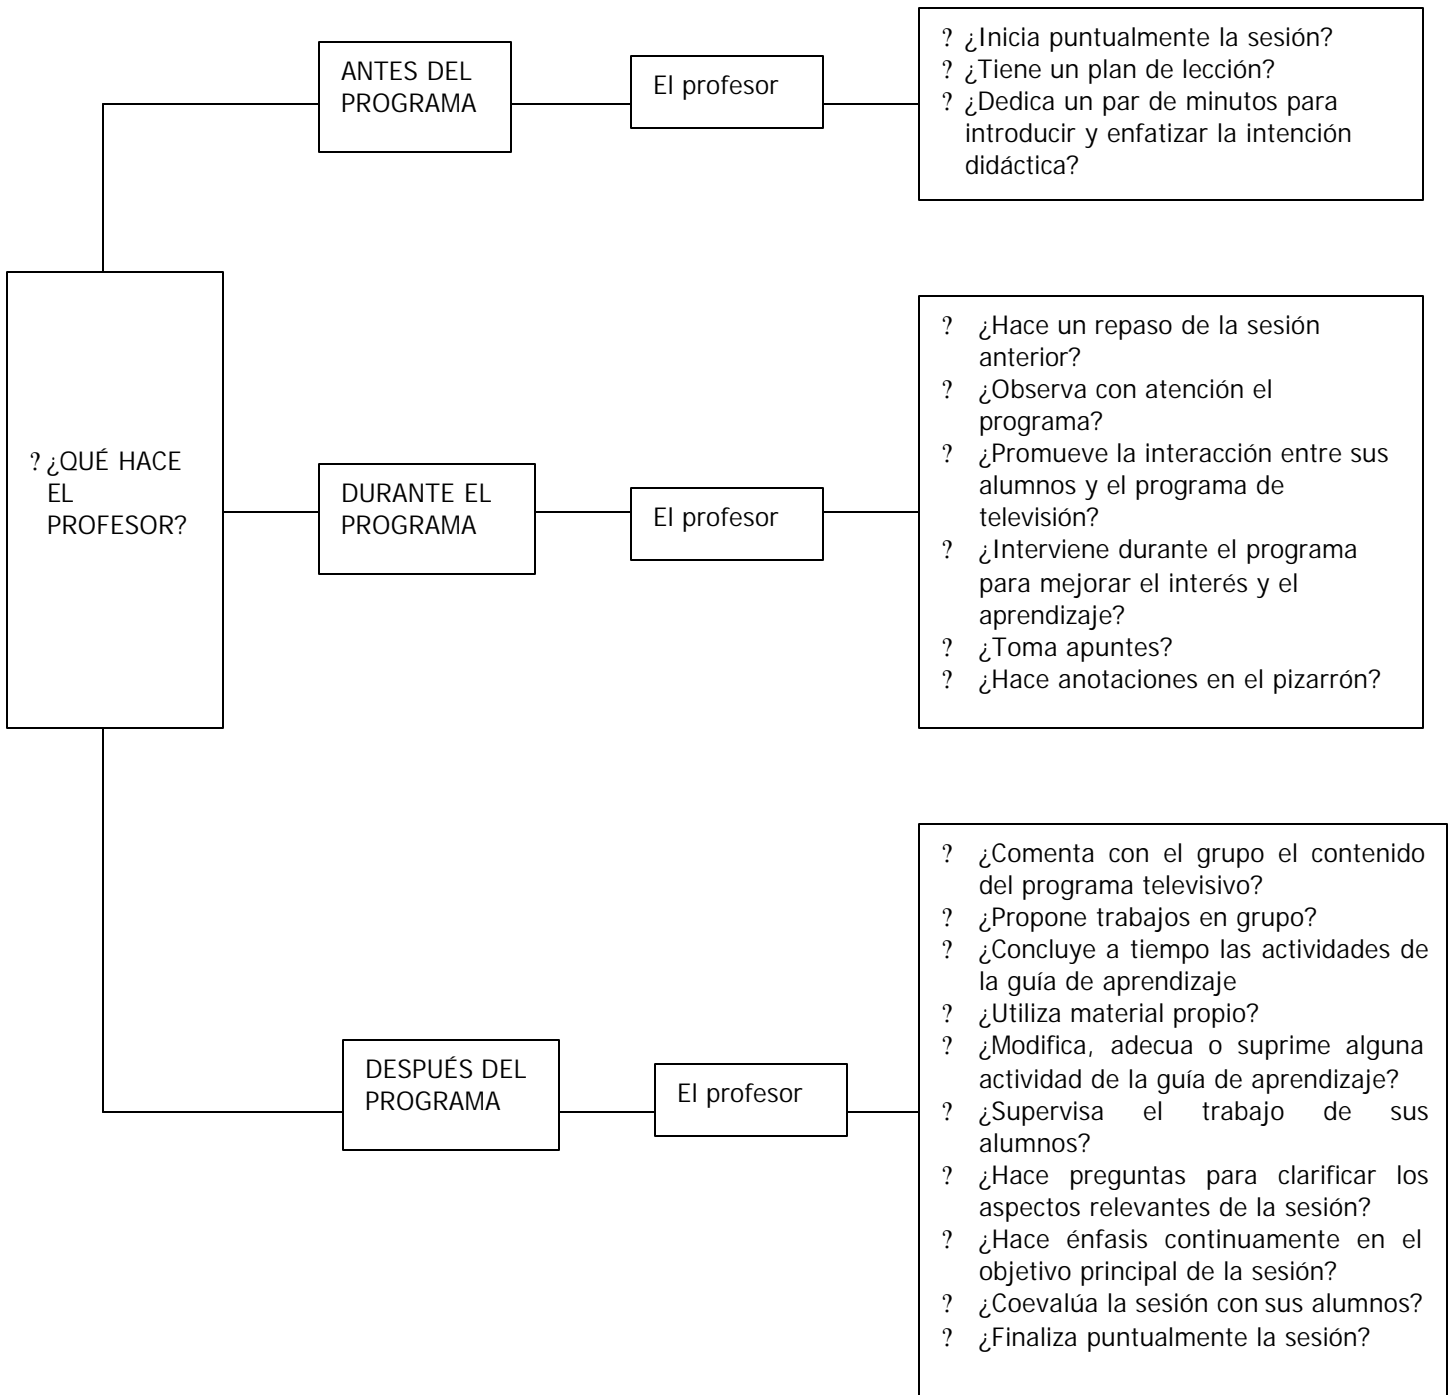 ANTES DEL
PROGRAMA
El profesor
? ¿Inicia puntualmente la sesión?
? ¿Tiene un plan de lección?
? ¿Dedica un par de minutos para
introducir y enfatizar la intención
didáctica?
? ¿QUÉ HACE
EL
PROFESOR?
DURANTE EL
PROGRAMA
El profesor
? ¿Hace un repaso de la sesión
anterior?
? ¿Observa con atención el
programa?
? ¿Promueve la interacción entre sus
alumnos y el programa de
televisión?
? ¿Interviene durante el programa
para mejorar el interés y el
aprendizaje?
? ¿Toma apuntes?
? ¿Hace anotaciones en el pizarrón?
DESPUÉS DEL
PROGRAMA
El profesor
? ¿Comenta con el grupo el contenido
del programa televisivo?
? ¿Propone trabajos en grupo?
? ¿Concluye a tiempo las actividades de
la guía de aprendizaje
? ¿Utiliza material propio?
? ¿Modifica, adecua o suprime alguna
actividad de la guía de aprendizaje?
? ¿Supervisa el trabajo de sus
alumnos?
? ¿Hace preguntas para clarificar los
aspectos relevantes de la sesión?
? ¿Hace énfasis continuamente en el
objetivo principal de la sesión?
? ¿Coevalúa la sesión con sus alumnos?
? ¿Finaliza puntualmente la sesión?